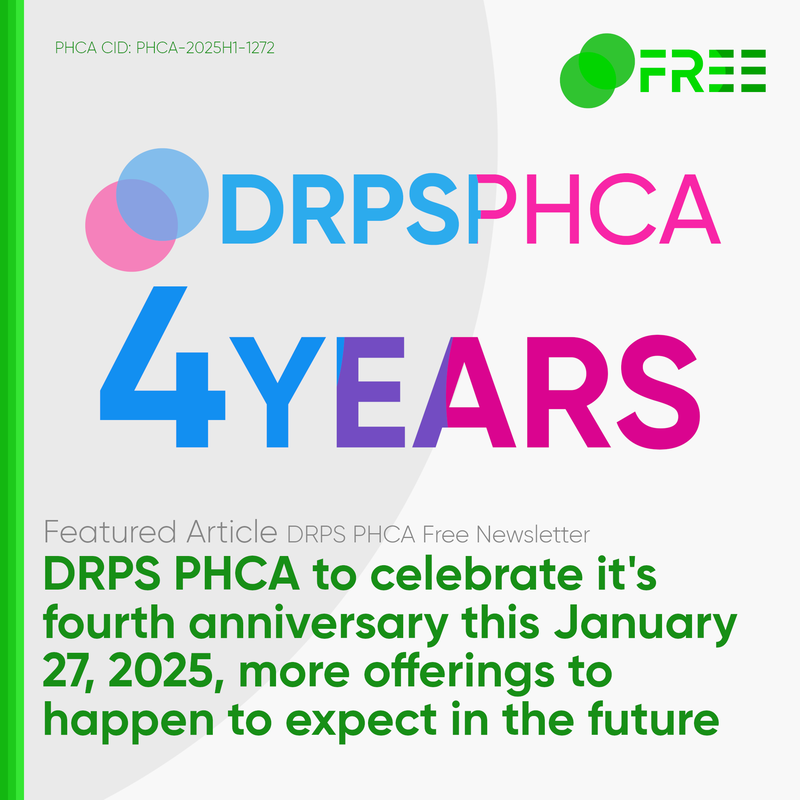 PHCA CID: PHCA-2025H1-1272
FREE
DRPSPHCA
4YEARS
Featured Article DRPS PHCA Free Newsletter
DRPS PHCA to celebrate it's
fourth anniversary this January
27, 2025, more offerings to
happen to expect in the future